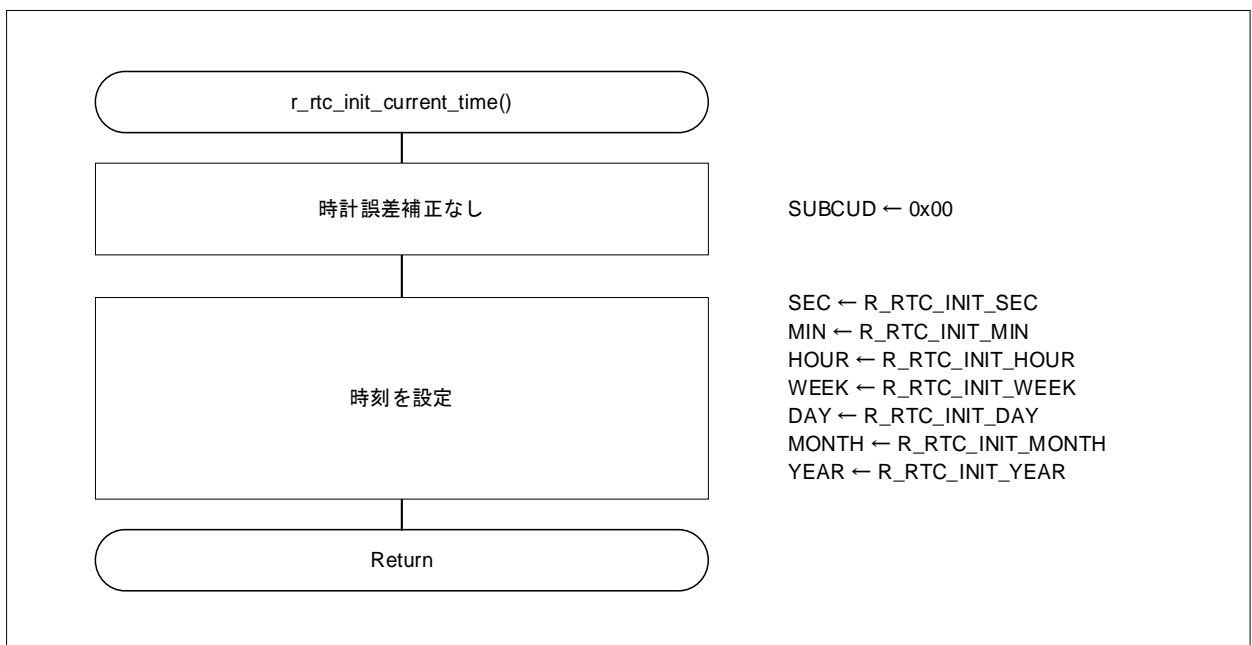 r_rtc_init_current_time()
時計誤差補正なし
SUBCUD ← 0x00
時刻を設定
SEC ← R_RTC_INIT_SEC
MIN ← R_RTC_INIT_MIN
HOUR ← R_RTC_INIT_HOUR
WEEK ← R_RTC_INIT_WEEK
DAY ← R_RTC_INIT_DAY
MONTH ← R_RTC_INIT_MONTH
YEAR ← R_RTC_INIT_YEAR
Return